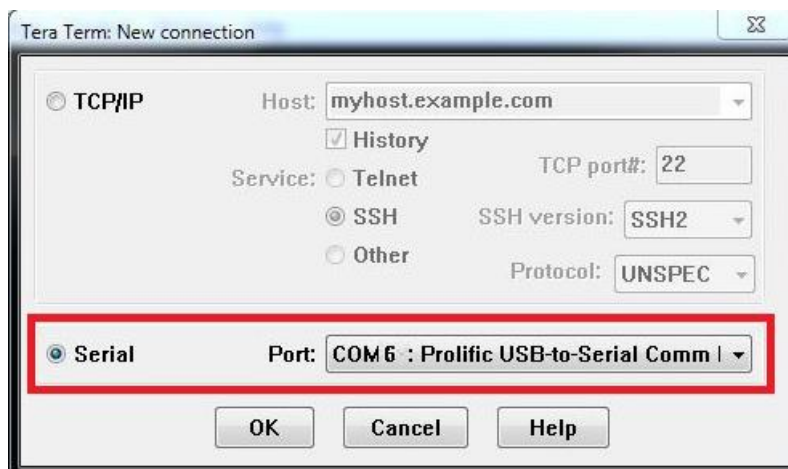 Tera Term: New connection
TCP/IP Host: myhost.example.com
History
Service: Telnet TCP port#: 22
SSH SSH version: SSH2
Other Protocol: UNSPEC
Serial Port: COM6 : Prolific USB-to-Serial Comm
OK Cancel Help